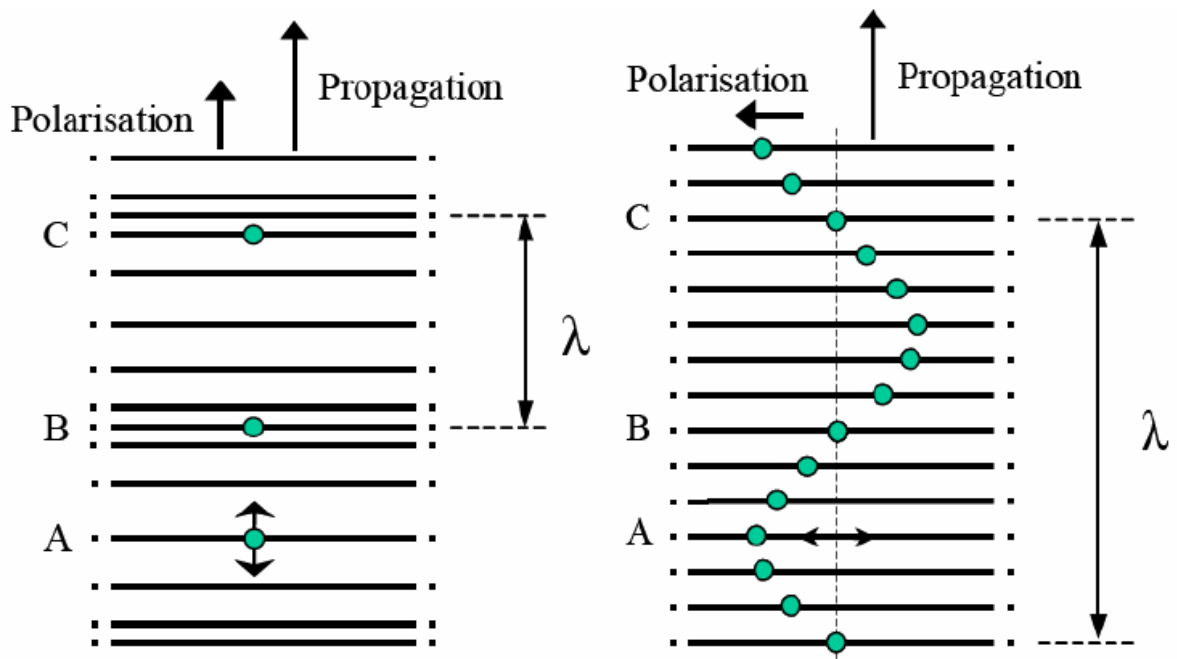 Polarisation
Propagation
C
λ
B
A
Polarisation
Propagation
C
B
λ
A